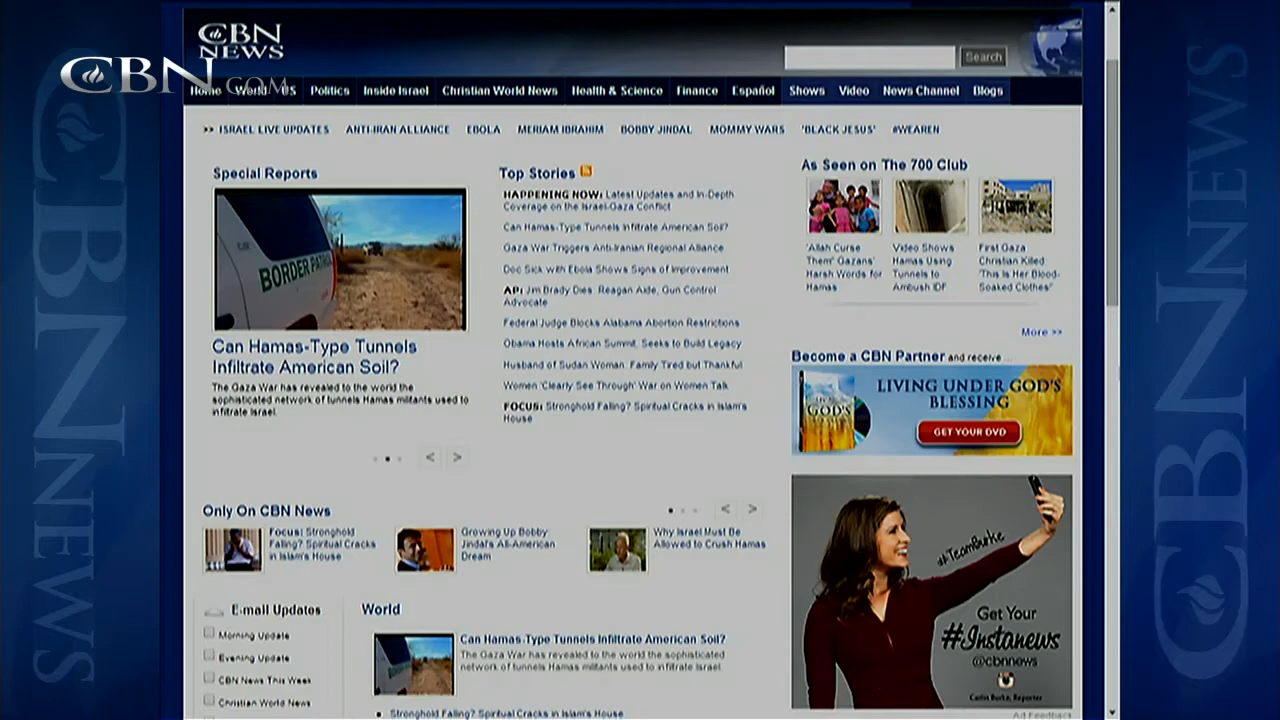 CBN
NEWS
CBN.COM
Search
Home World US Politics Inside Israel Christian World News Health & Science Finance Español Shows Video News Channel Blogs
>> ISRAEL LIVE UPDATES ANTI-IRAN ALLIANCE EBOLA MERIAM IBRAHIM BOBBY JINDAL MOMMY WARS 'BLACK JESUS' #WEAREN
Special Reports
BORDER PATROL
Can Hamas-Type Tunnels
Infiltrate American Soil?
The Gaza War has revealed to the world the
sophisticated network of tunnels Hamas militants used to
infiltrate Israel.
< >
Top Stories
HAPPENING NOW: Latest Updates and In-Depth
Coverage on the Israel-Gaza Conflict
Can Hamas-Type Tunnels Infiltrate American Soil?
Gaza War Triggers Anti-Iranian Regional Alliance
Doc Sick with Ebola Shows Signs of Improvement
AP: Jim Brady Dies. Reagan Aide, Gun Control
Advocate
Federal Judge Blocks Alabama Abortion Restrictions
Obama Hosts African Summit, Seeks to Build Legacy
Husband of Sudan Woman: Family Tired but Thankful
Women 'Clearly See Through' War on Women Talk
FOCUS: Stronghold Falling? Spiritual Cracks in Islam's
House
As Seen on The 700 Club
'Allah Curse
Them' Gazans'
Harsh Words for
Hamas
Video Shows
Hamas Using
Tunnels to
Ambush IDF
First Gaza
Christian Killed:
'This Is Her Blood-
Soaked Clothes'
More >>
Become a CBN Partner and receive ...
GOD'S
LIVING UNDER GOD'S
BLESSING
GET YOUR DVD
Only On CBN News
< >
Focus: Stronghold
Falling? Spiritual Cracks
in Islam's House
Growing Up Bobby
Jindal's All-American
Dream
Why Israel Must Be
Allowed to Crush Hamas
E-mail Updates
Morning Update
Evening Update
CBN News This Week
Christian World News
World
Can Hamas-Type Tunnels Infiltrate American Soil?
The Gaza War has revealed to the world the sophisticated
network of tunnels Hamas militants used to infiltrate Israel.
Stronghold Falling? Spiritual Cracks in Islam's House
#TeamBurke
Get Your
#Instanews
@cbnnews
Caitlin Burke, Reporter
Ad Feedback
CBN NEWS
CBN NEWS